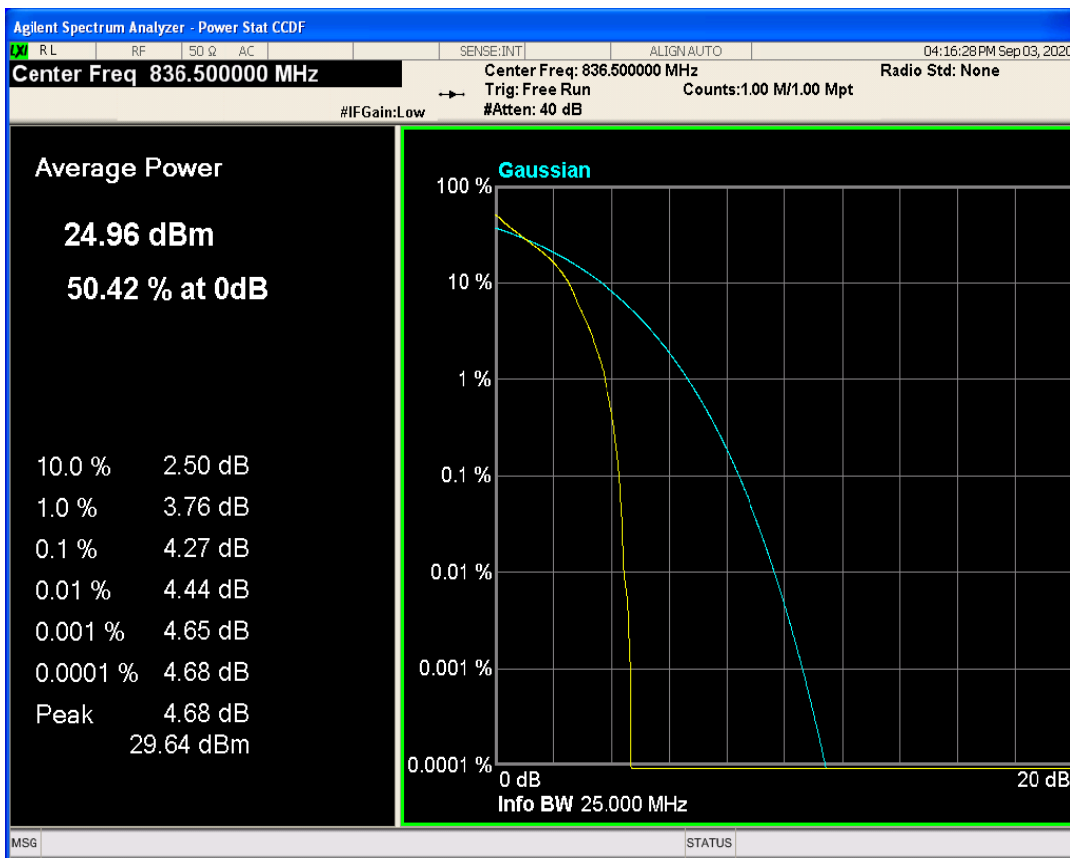 Agilent Spectrum Analyzer - Power Stat CCDF
LXI RL RF 50 Ω AC SENSE:INT ALIGN AUTO 04:16:28 PM Sep 03, 2020
Center Freq 836.500000 MHz
Center Freq: 836.500000 MHz Radio Std: None
Trig: Free Run Counts:1.00 M/1.00 Mpt
#IFGain:Low #Atten: 40 dB
Average Power
24.96 dBm
50.42 % at 0dB
10.0 % 2.50 dB
1.0 % 3.76 dB
0.1 % 4.27 dB
0.01 % 4.44 dB
0.001 % 4.65 dB
0.0001 % 4.68 dB
Peak 4.68 dB
29.64 dBm
Gaussian
100 %
10 %
1 %
0.1 %
0.01 %
0.001 %
0.0001 %
0 dB 20 dB
Info BW 25.000 MHz
MSG STATUS